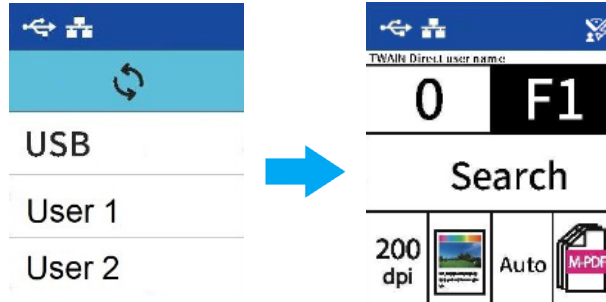 USB
User 1
User 2
TWAIN Direct user name
0 F1
Search
200
dpi
Auto
M-PDF